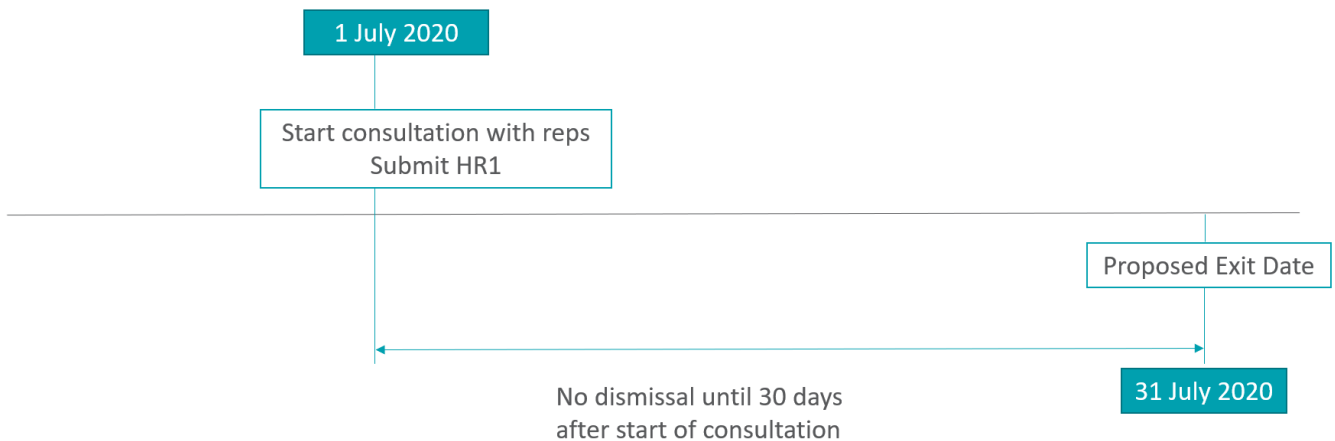 1 July 2020
Start consultation with reps
Submit HR1
Proposed Exit Date
31 July 2020
No dismissal until 30 days
after start of consultation